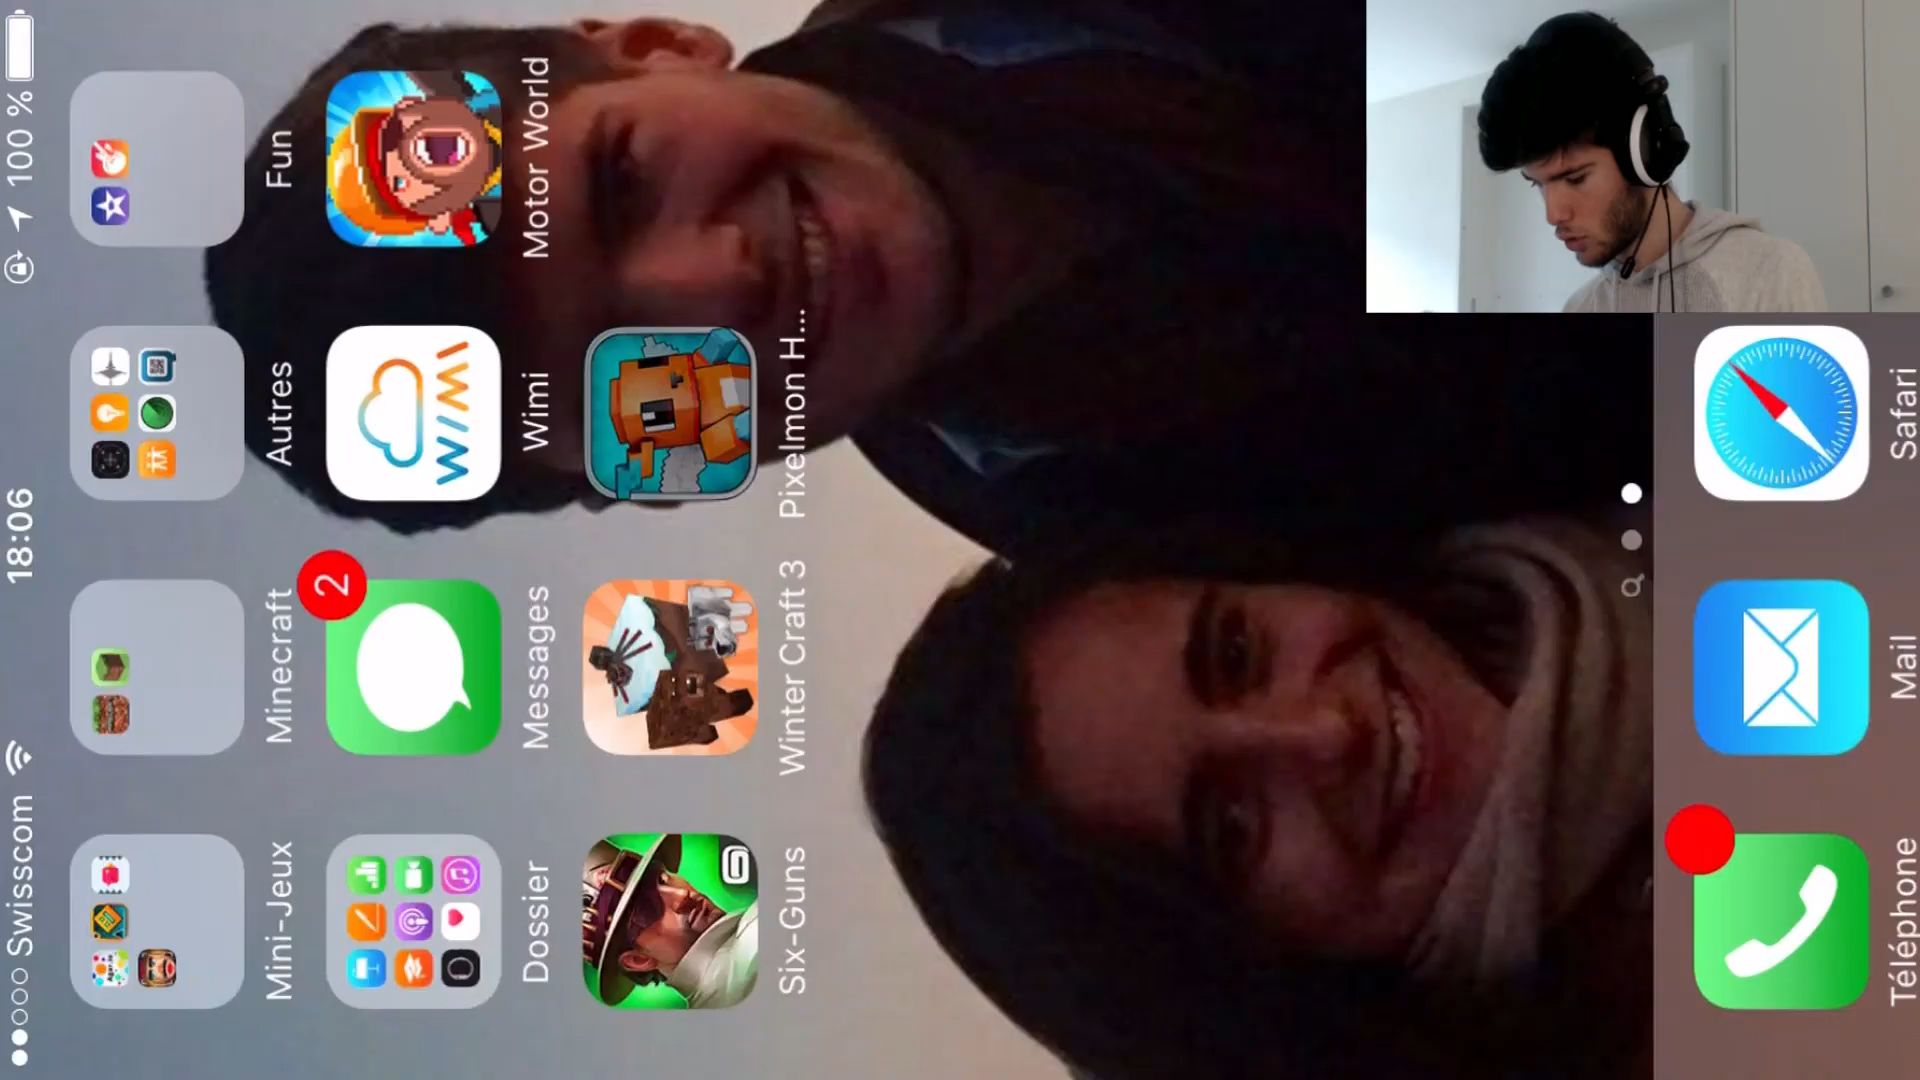 Swisscom 18:06 100 %
Mini-Jeux
Minecraft
Autres
Fun
Dossier
2
Messages
WIMI
Wimi
Motor World
Six-Guns
Winter Craft 3
Pixelmon H...
Téléphone
Mail
Safari